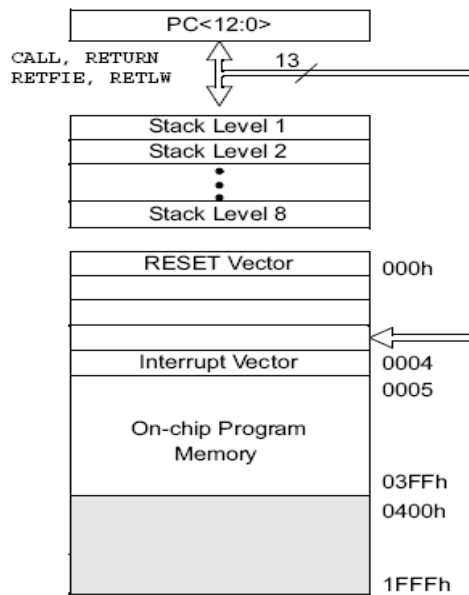 PC<12:0>
CALL, RETURN
RETFIE, RETLW
13
Stack Level 1
Stack Level 2
Stack Level 8
RESET Vector
000h
Interrupt Vector
0004
0005
On-chip Program
Memory
03FFh
0400h
1FFFh